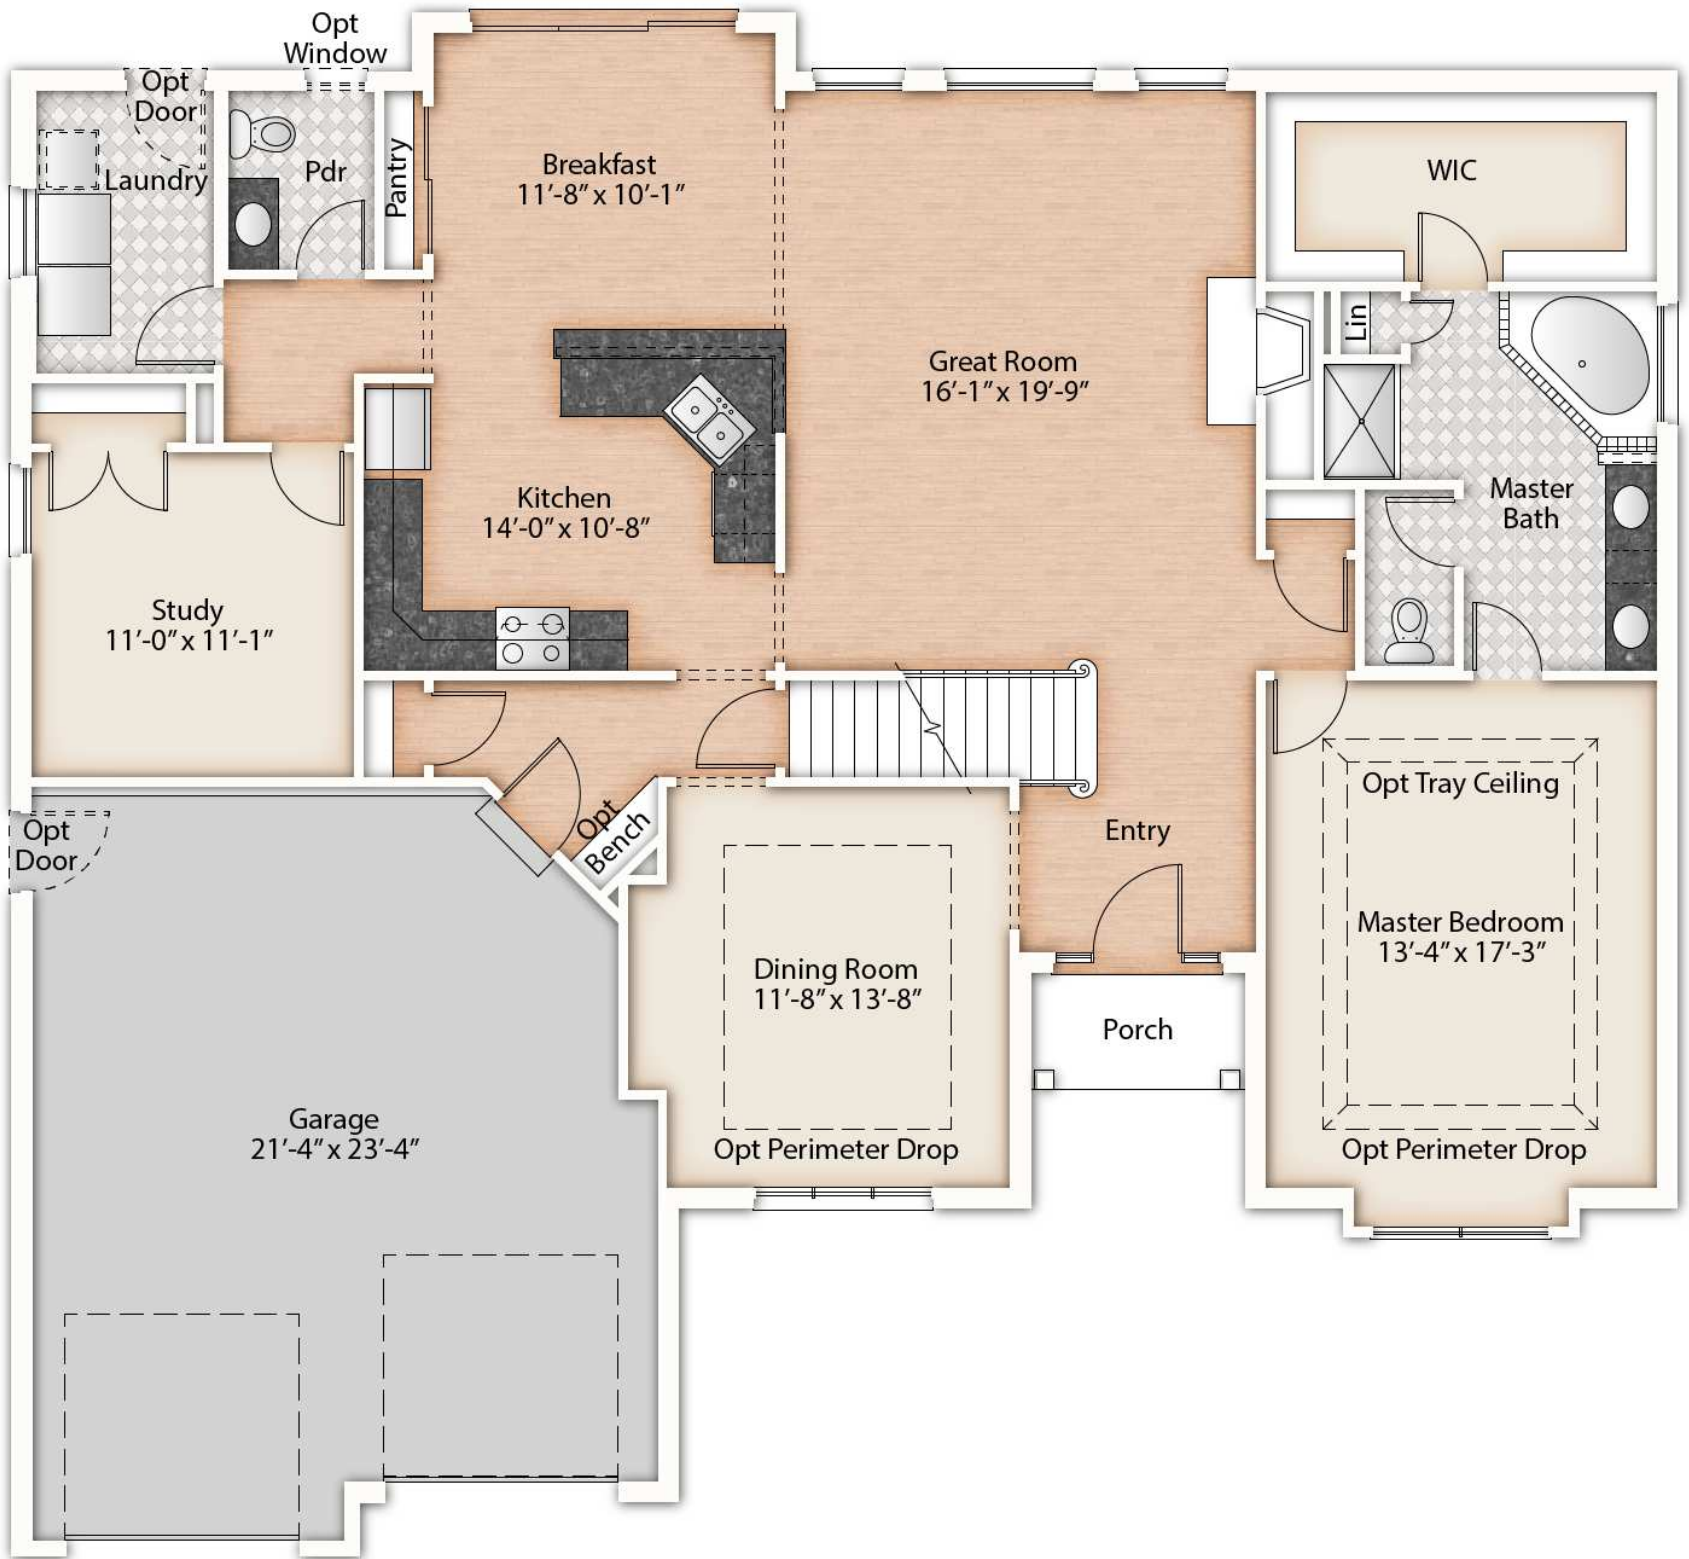 Opt
Window
Opt
Door
Laundry
Pdr
Pantry
Breakfast
11'-8" x 10'-1"
WIC
Great Room
16'-1" x 19'-9"
Lin
Kitchen
14'-0" x 10'-8"
Master
Bath
Study
11'-0" x 11'-1"
Opt Tray Ceiling
Opt
Door
Opt
Bench
Entry
Master Bedroom
13'-4" x 17'-3"
Dining Room
11'-8" x 13'-8"
Porch
Garage
21'-4" x 23'-4"
Opt Perimeter Drop
Opt Perimeter Drop